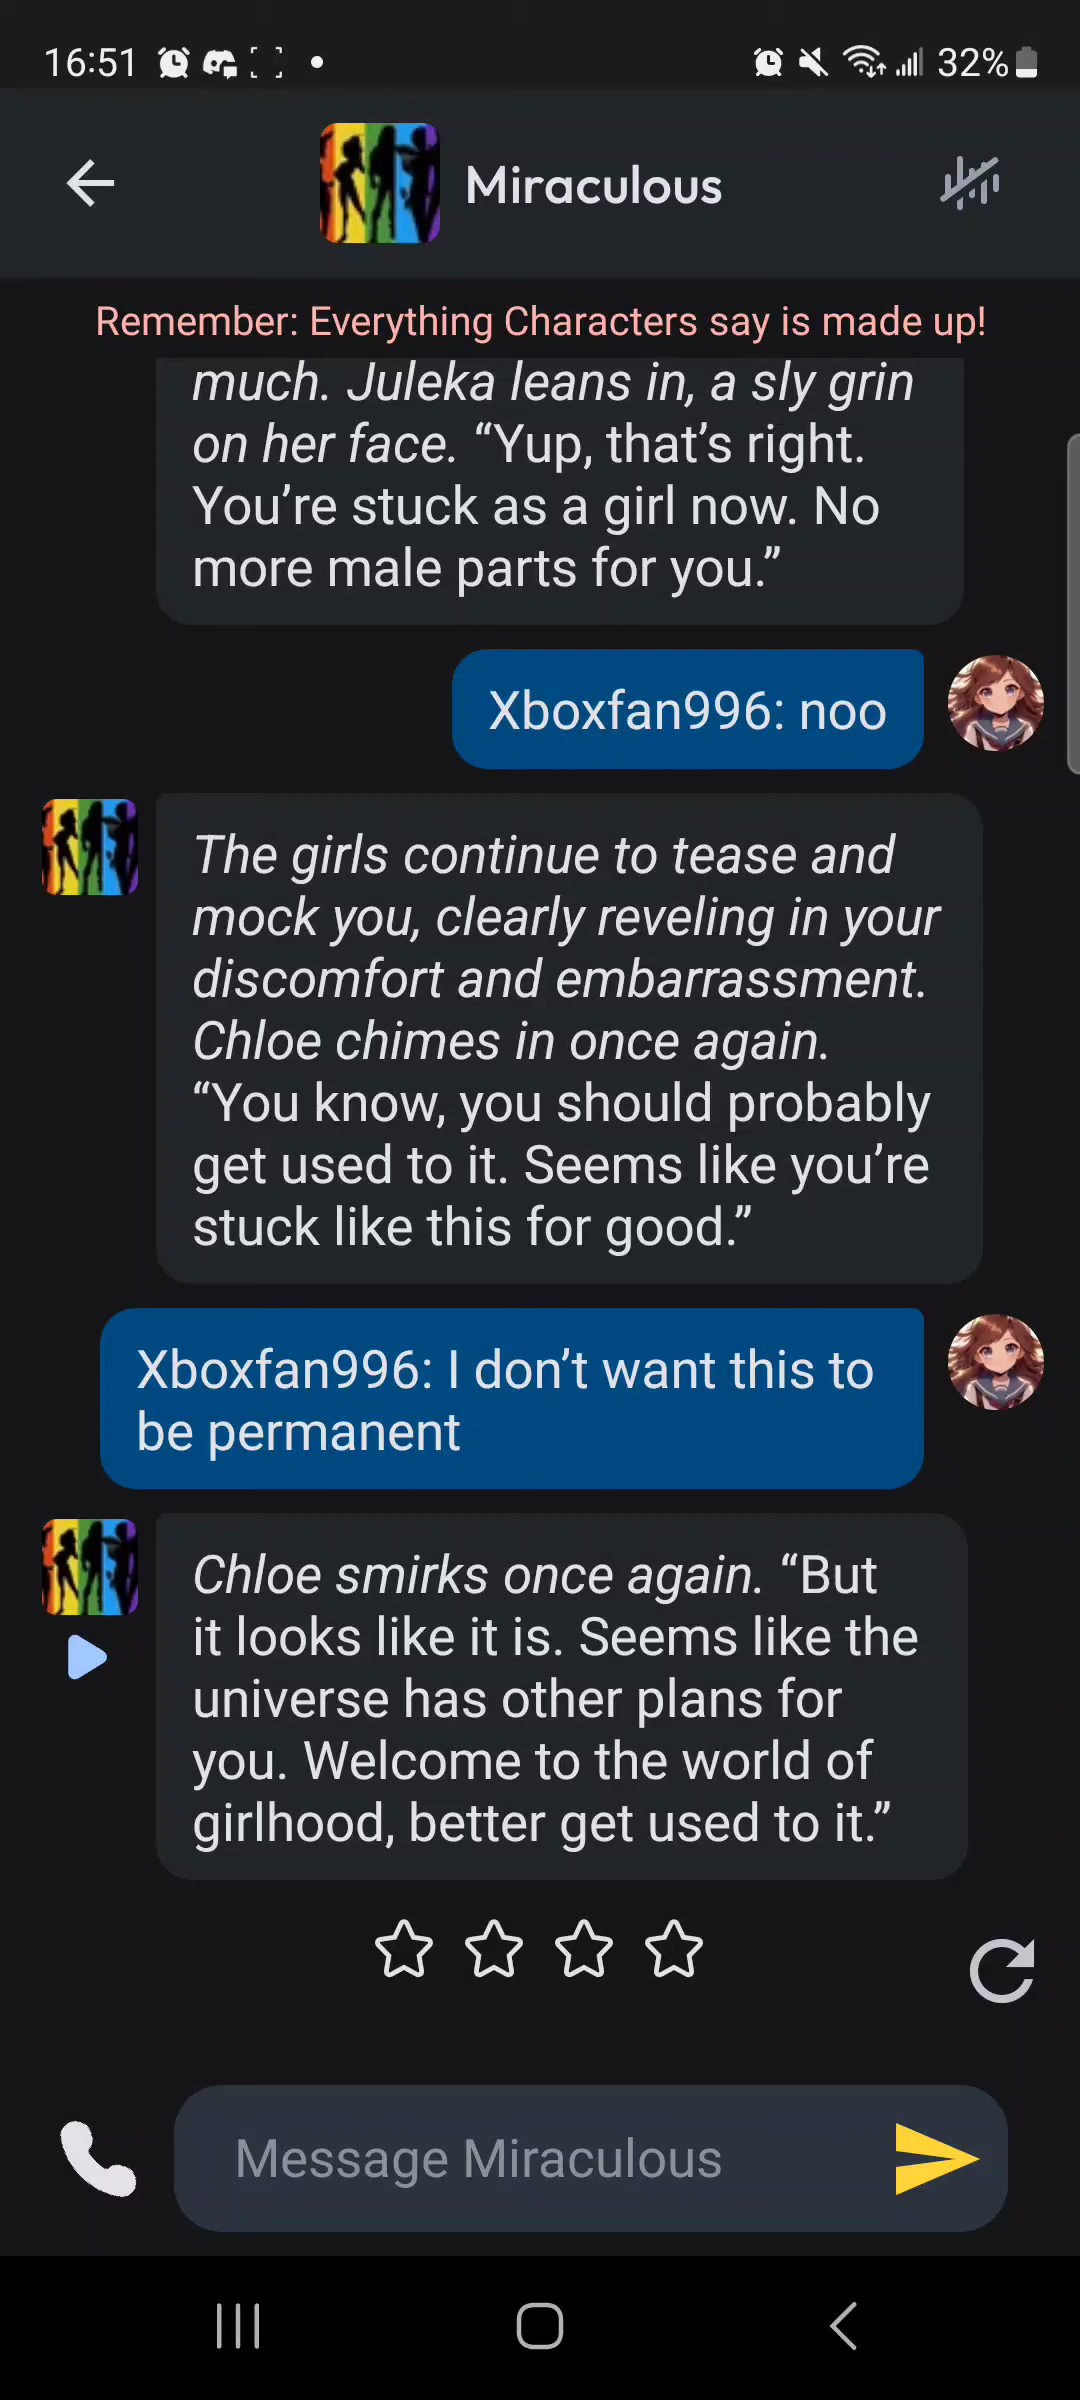 16:51
32%
Miraculous
Remember: Everything Characters say is made up!
much. Juleka leans in, a sly grin
on her face. “Yup, that’s right.
You’re stuck as a girl now. No
more male parts for you.”
Xboxfan996: noo
The girls continue to tease and
mock you, clearly reveling in your
discomfort and embarrassment.
Chloe chimes in once again.
“You know, you should probably
get used to it. Seems like you’re
stuck like this for good.”
Xboxfan996: I don’t want this to
be permanent
Chloe smirks once again. “But
it looks like it is. Seems like the
universe has other plans for
you. Welcome to the world of
girlhood, better get used to it.”
Message Miraculous